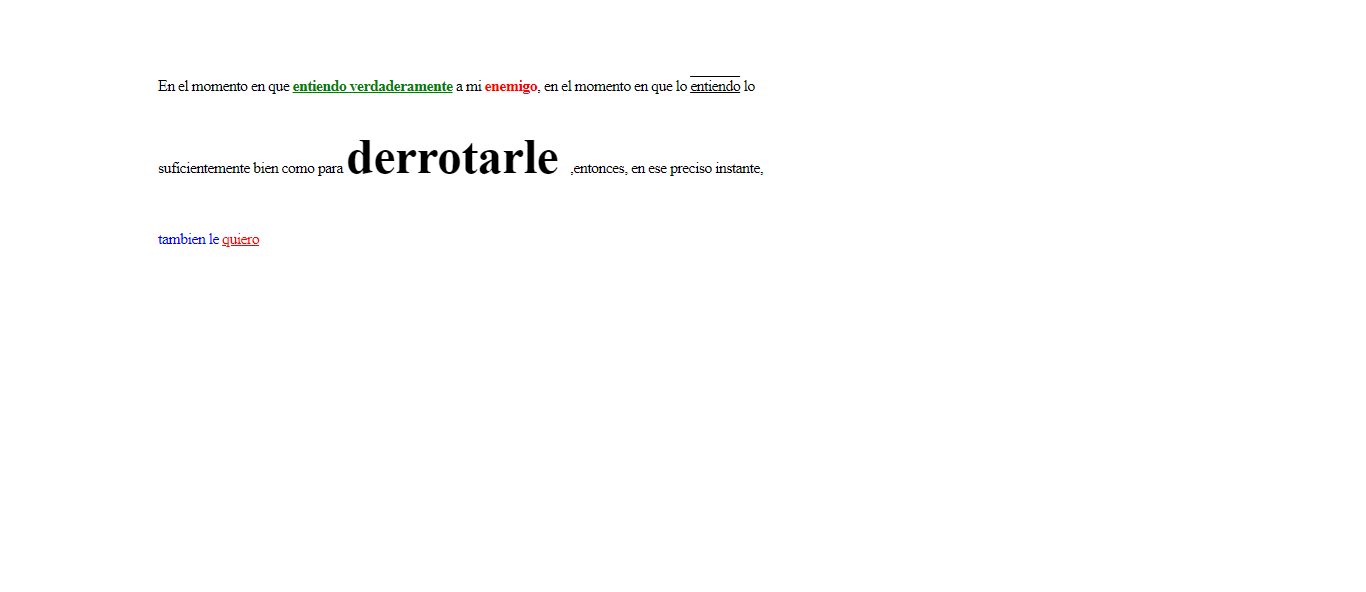 En el momento en que entiendo verdaderamente a mi enemigo, en el momento en que lo entiendo lo
suficientemente bien como para derrotarle ,entonces, en ese preciso instante,
tambien le quiero